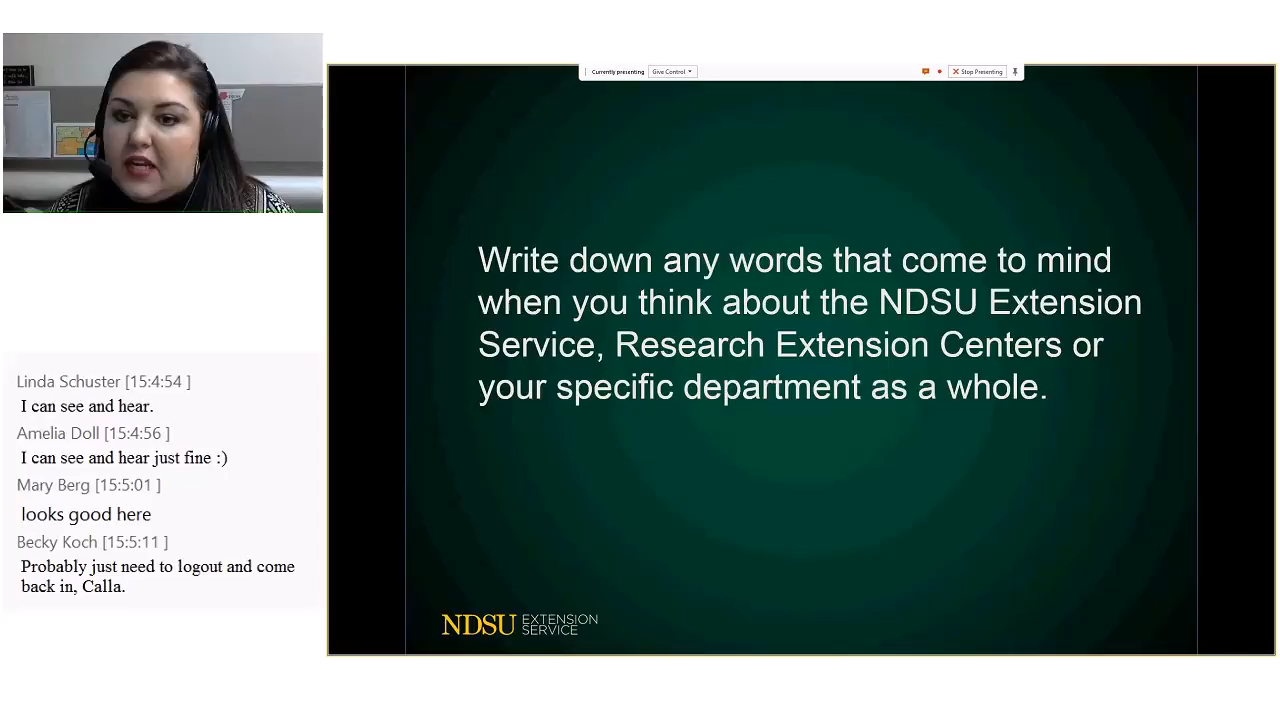 Currently presenting
Give Control
Stop Presenting
Write down any words that come to mind
when you think about the NDSU Extension
Service, Research Extension Centers or
your specific department as a whole.
NDSU EXTENSION
SERVICE
Linda Schuster [15:4:54 ]
I can see and hear.
Amelia Doll [15:4:56 ]
I can see and hear just fine :)
Mary Berg [15:5:01 ]
looks good here
Becky Koch [15:5:11 ]
Probably just need to logout and come
back in, Calla.